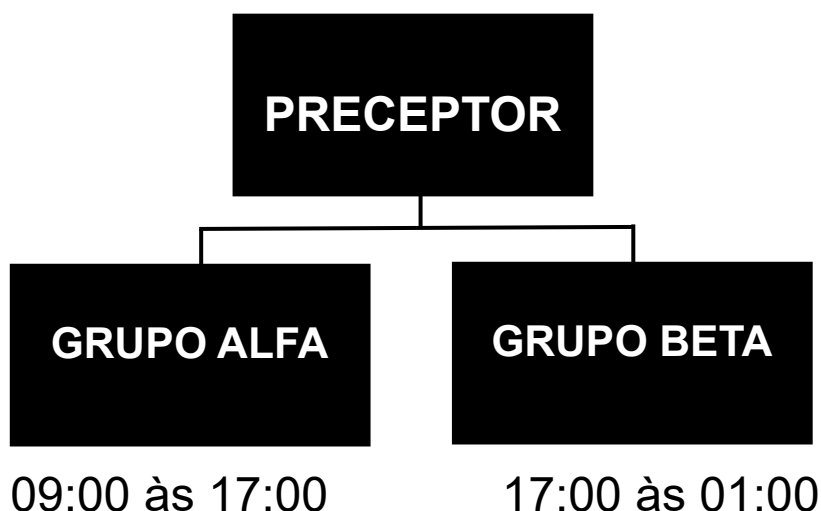 PRECEPTOR
GRUPO ALFA
GRUPO BETA
09:00 às 17:00
17:00 às 01:00